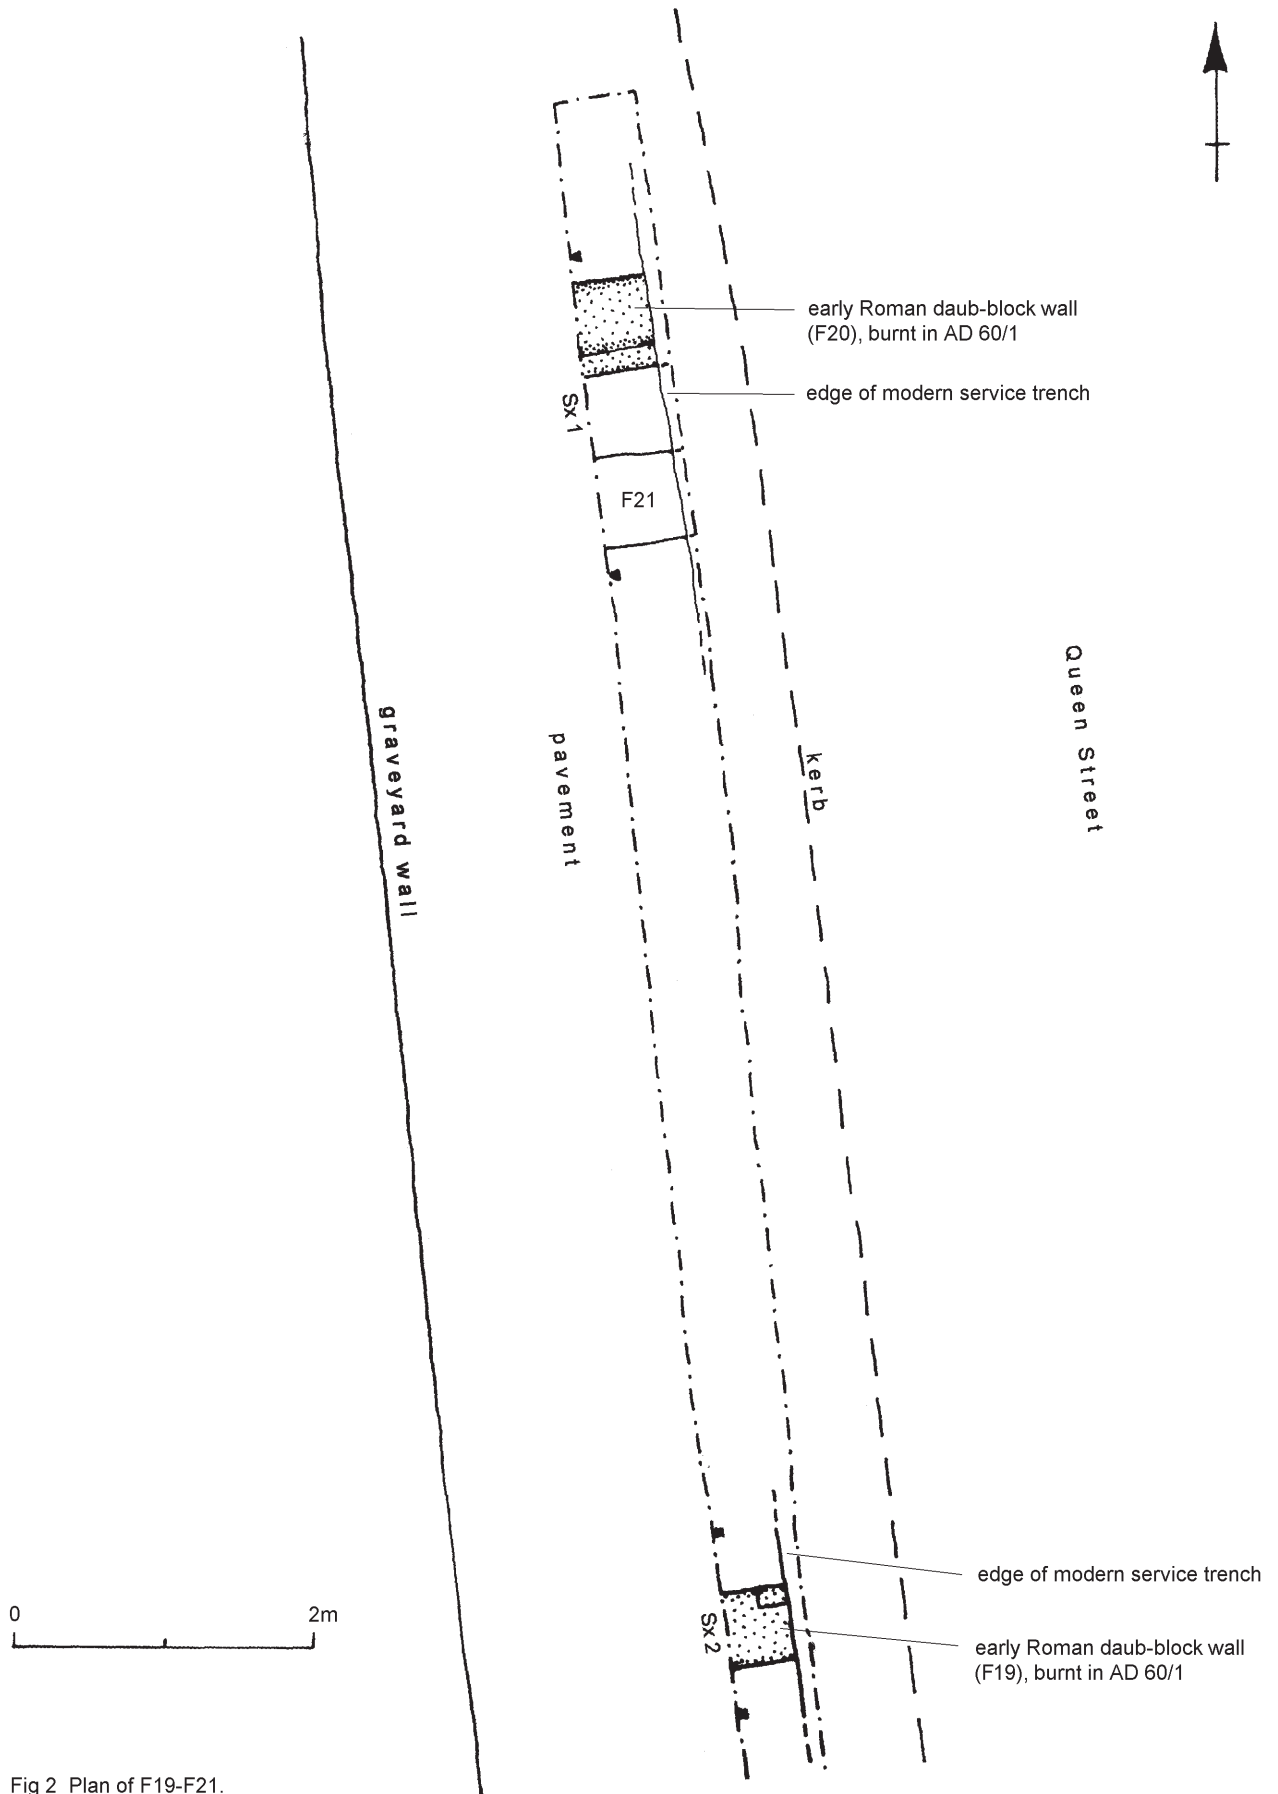 early Roman daub-block wall
(F20), burnt in AD 60/1
edge of modern service trench
Sx 1
F21
Queen Street
graveyard wall
pavement
kerb
edge of modern service trench
0 2m
Sx 2
early Roman daub-block wall
(F19), burnt in AD 60/1
Fig 2 Plan of F19-F21.